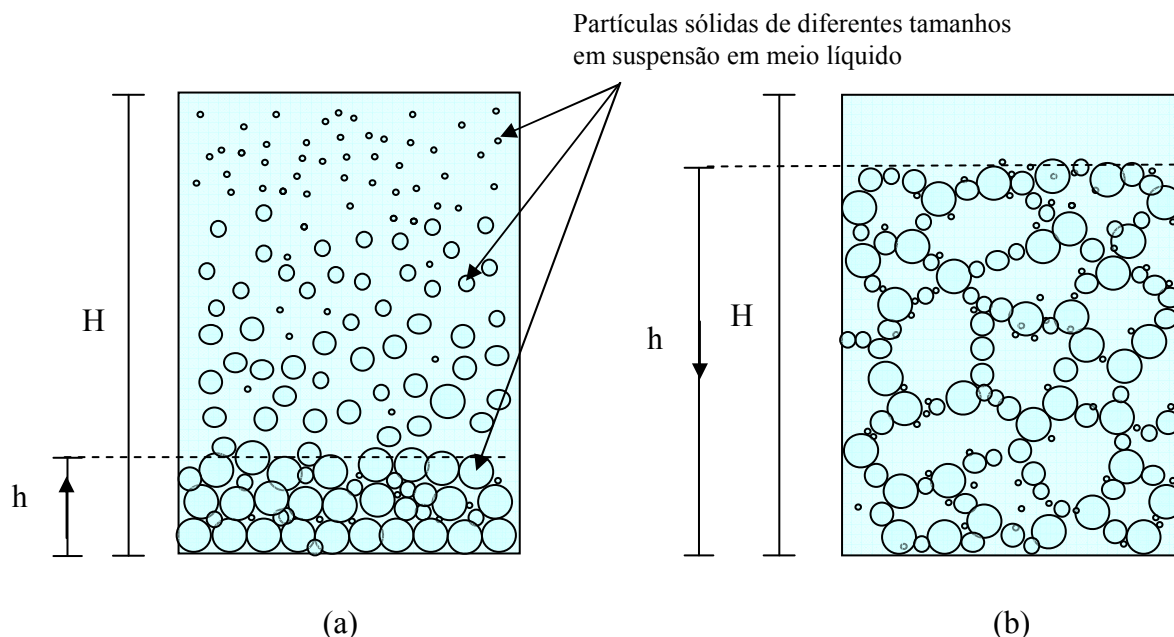 Partículas sólidas de diferentes tamanhos
em suspensão em meio líquido
H
h
h
H
(a)
(b)